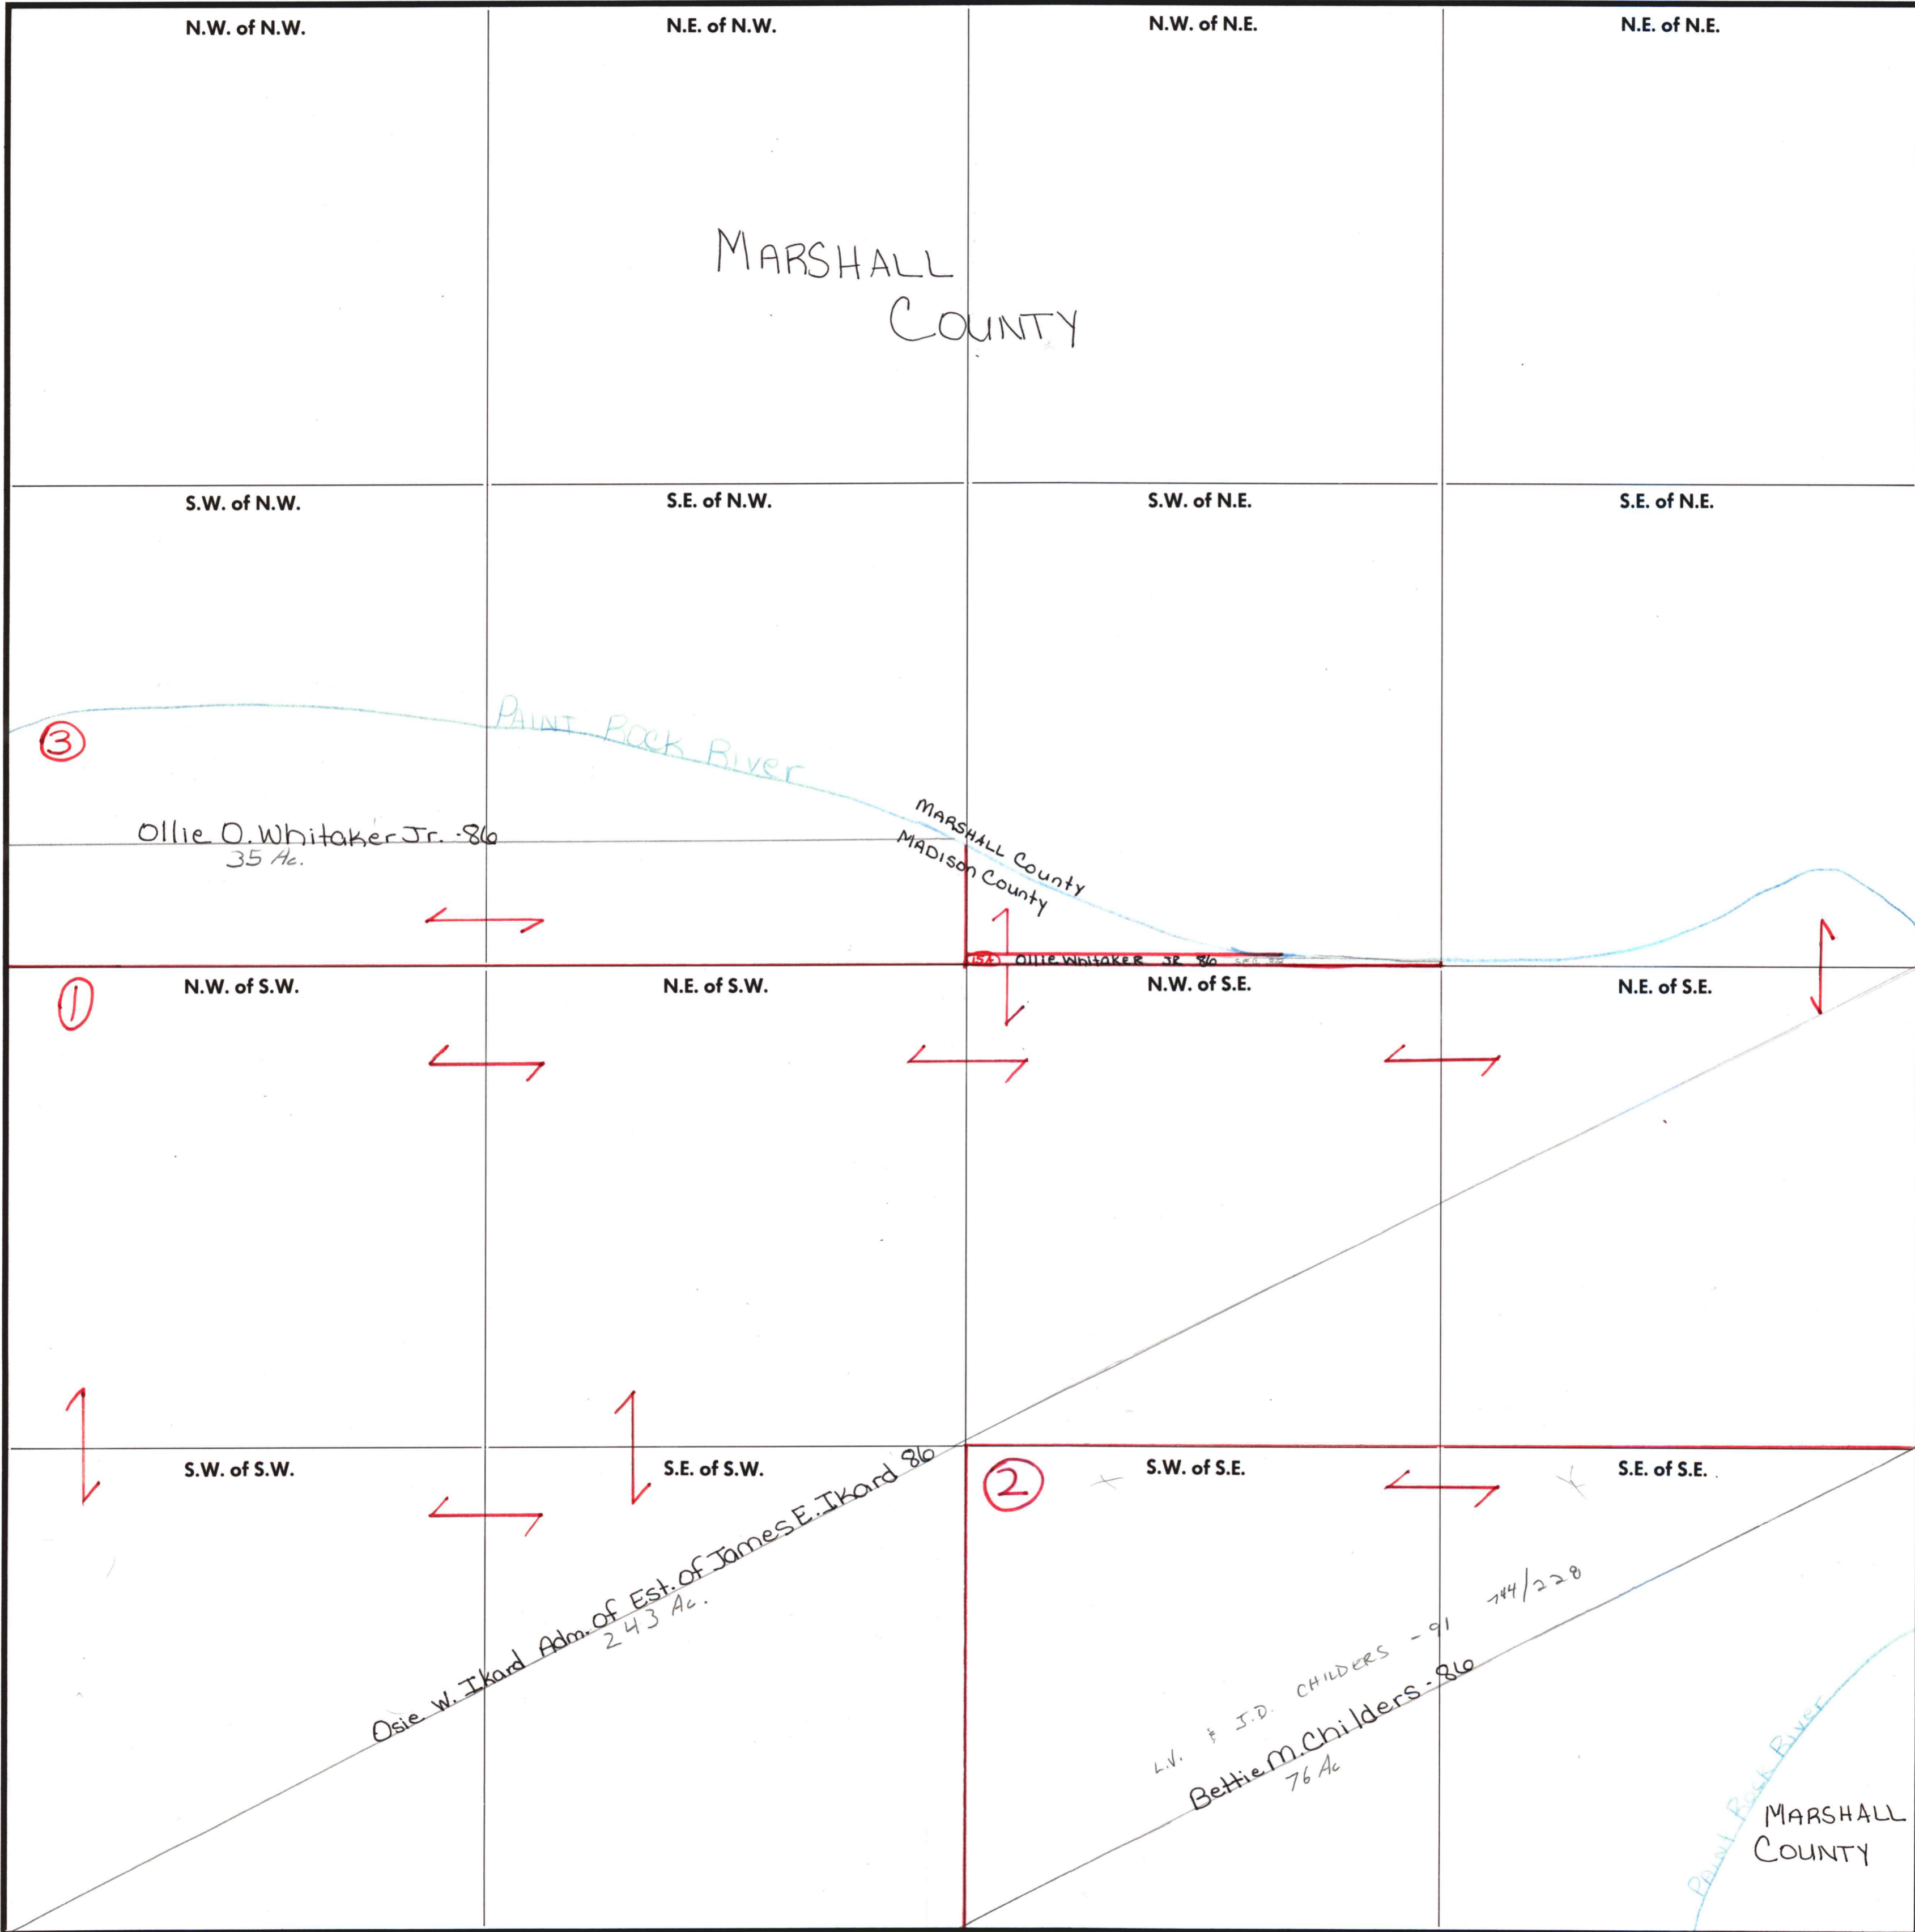 N.W. of N.W.
N.E. of N.W.
N.W. of N.E.
N.E. of N.E.
MARSHALL
COUNTY
S.W. of N.W.
S.E. of N.W.
S.W. of N.E.
S.E. of N.E.
PAINT ROCK River
3
Ollie O. Whitaker Jr. - 86
35 Ac.
MARSHALL County
MADISON County
Ollie Whitaker JR 86
1
N.W. of S.W.
N.E. of S.W.
N.W. of S.E.
N.E. of S.E.
S.W. of S.W.
S.E. of S.W.
2
S.W. of S.E.
S.E. of S.E.
Osie W. Ikard Adm. of Est. of James E. Ikard 86
243 Ac.
L.V. & J.D. CHILDERS - 91 744/228
Bettie M. Childers - 86
76 Ac
Paint Rock River
MARSHALL
COUNTY